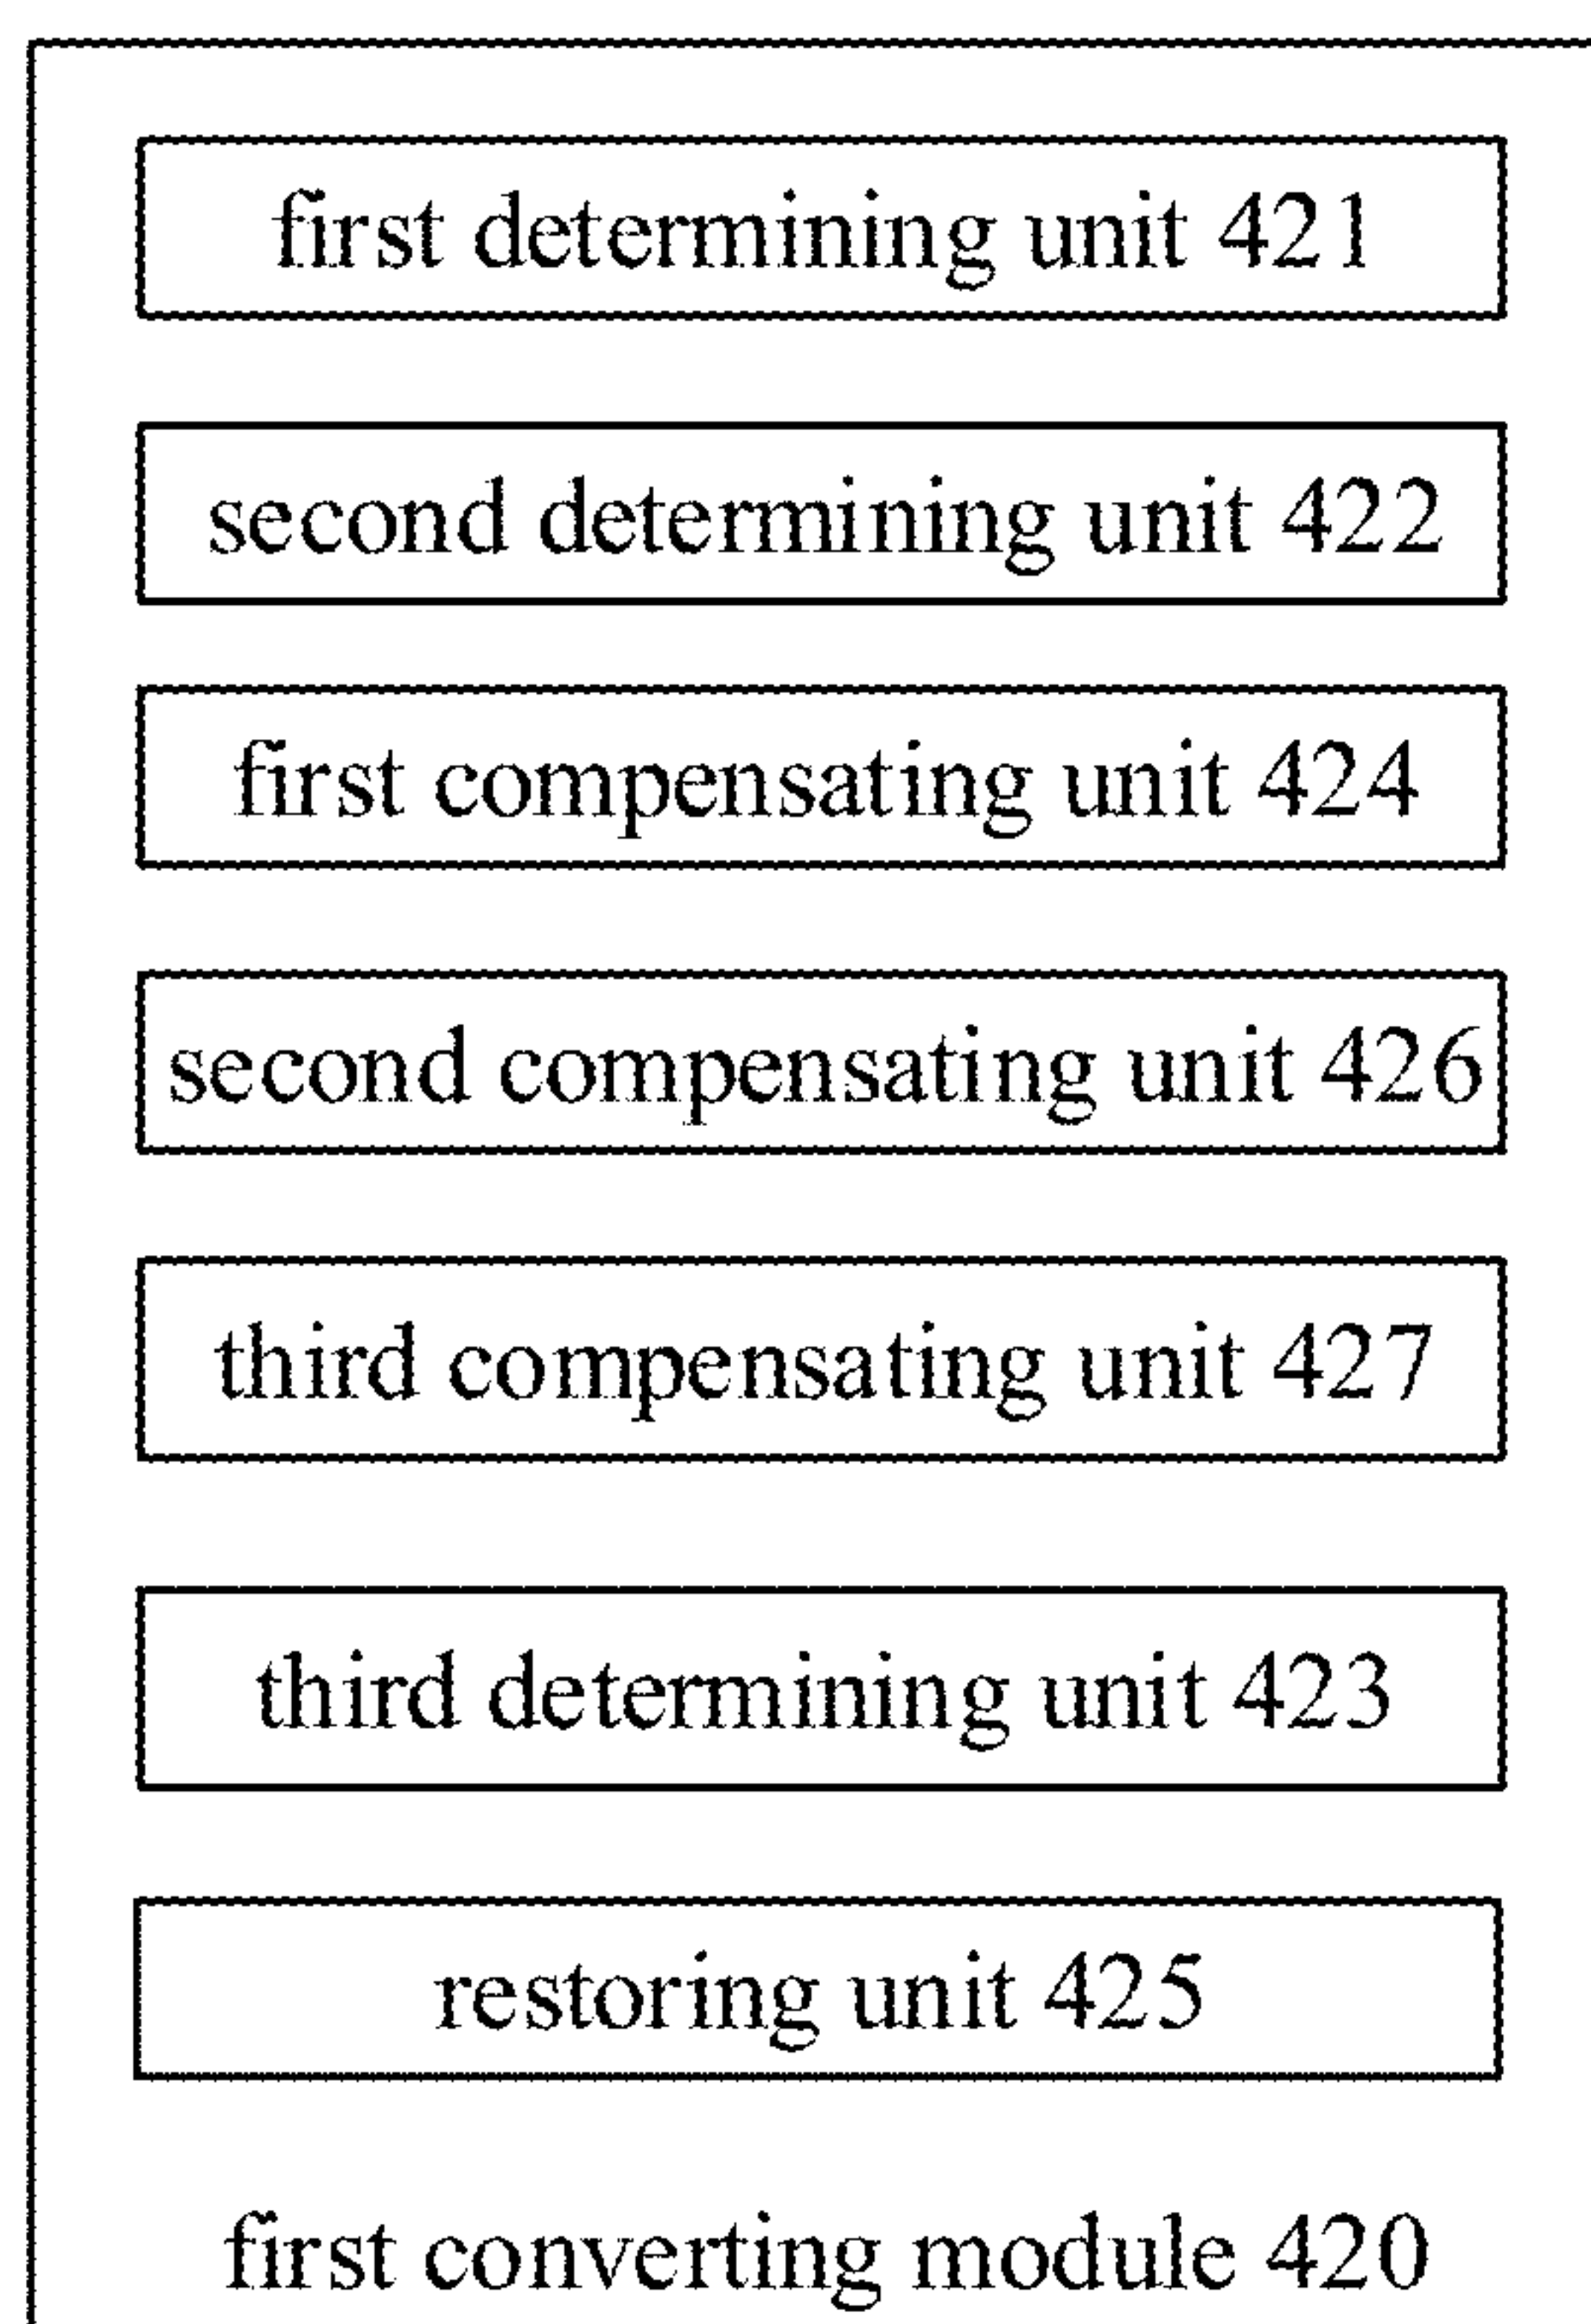 first determining unit 421
second determining unit 422
first compensating unit 424
second compensating unit 426
third compensating unit 427
third determining unit 423
restoring unit 425
first converting module 420